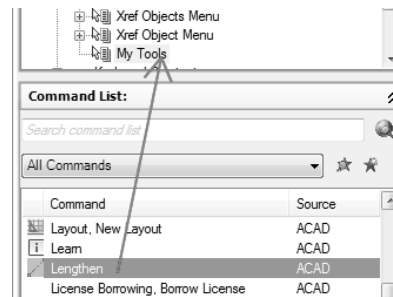 Xref Objects Menu
Xref Object Menu
My Tools
Command List:
Search command list
All Commands
Command Source
Layout, New Layout ACAD
Learn ACAD
Lengthen ACAD
License Borrowing, Borrow License ACAD